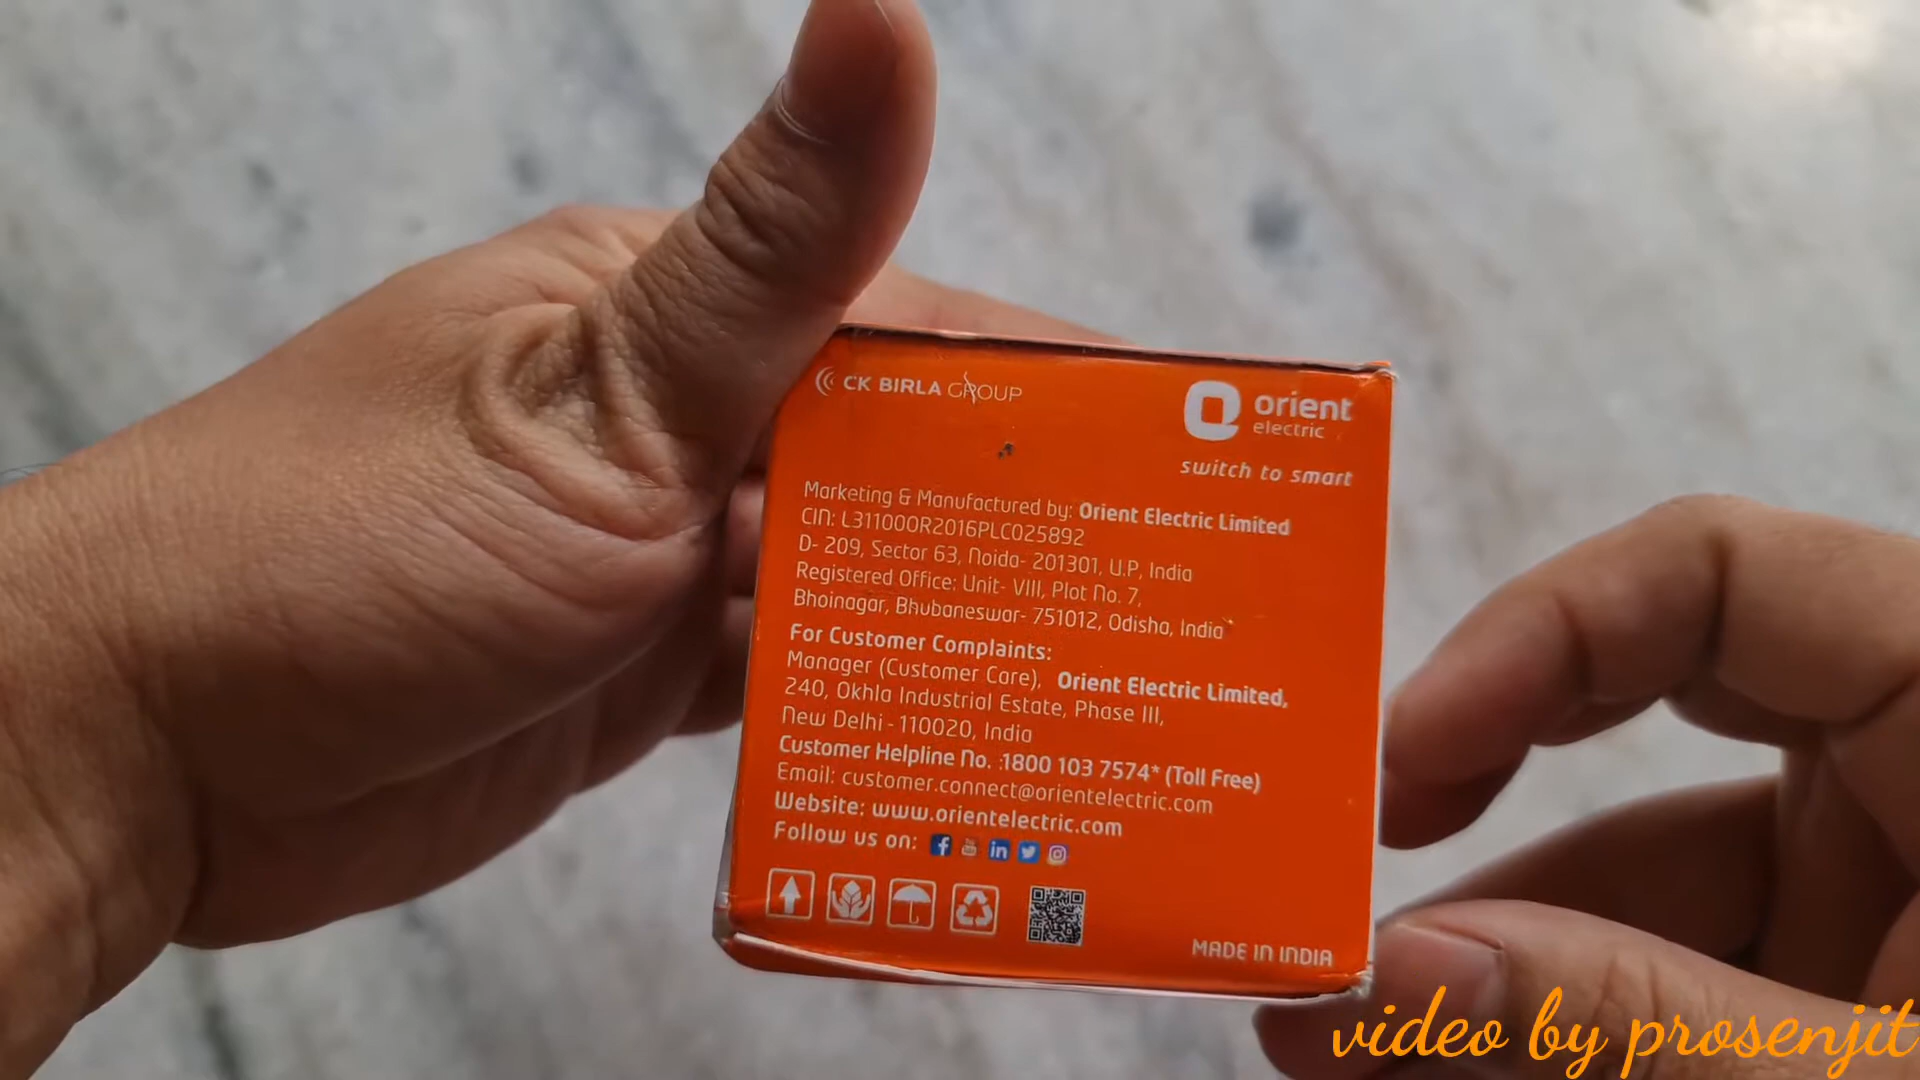 CK BIRLA GROUP
orient
electric
switch to smart
Marketing & Manufactured by: Orient Electric Limited
CIN: L311000R2016PLC025892
D- 209, Sector 63, Noida- 201301, U.P, India
Registered Office: Unit- VIII, Plot No. 7,
Bhoinagar, Bhubaneswar- 751012, Odisha, India
For Customer Complaints:
Manager (Customer Care), Orient Electric Limited,
240, Okhla Industrial Estate, Phase III,
New Delhi - 110020, India
Customer Helpline No. :1800 103 7574* (Toll Free)
Email: customer.connect@orientelectric.com
Website: www.orientelectric.com
Follow us on:
MADE IN INDIA
video by prosenjit